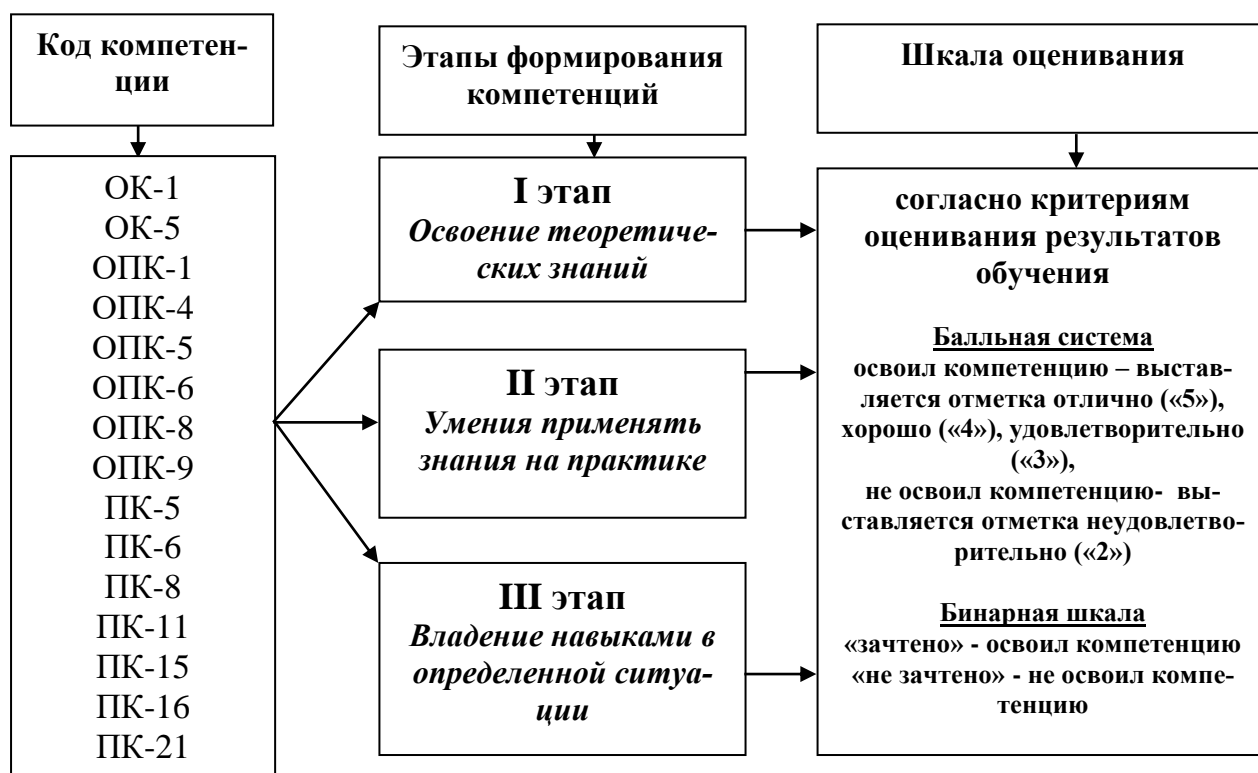 Код компетен-
ции
Этапы формирования
компетенций
Шкала оценивания
ОК-1
ОК-5
ОПК-1
ОПК-4
ОПК-5
ОПК-6
ОПК-8
ОПК-9
ПК-5
ПК-6
ПК-8
ПК-11
ПК-15
ПК-16
ПК-21
I этап
Освоение теоретиче-
ских знаний
II этап
Умения применять
знания на практике
III этап
Владение навыками в
определенной ситуа-
ции
согласно критериям
оценивания результатов
обучения
Балльная система
освоил компетенцию – выстав-
ляется отметка отлично («5»),
хорошо («4»), удовлетворительно
(«3»),
не освоил компетенцию- вы-
ставляется отметка неудовлетво-
рительно («2»)
Бинарная шкала
«зачтено» - освоил компетенцию
«не зачтено» - не освоил компе-
тенцию